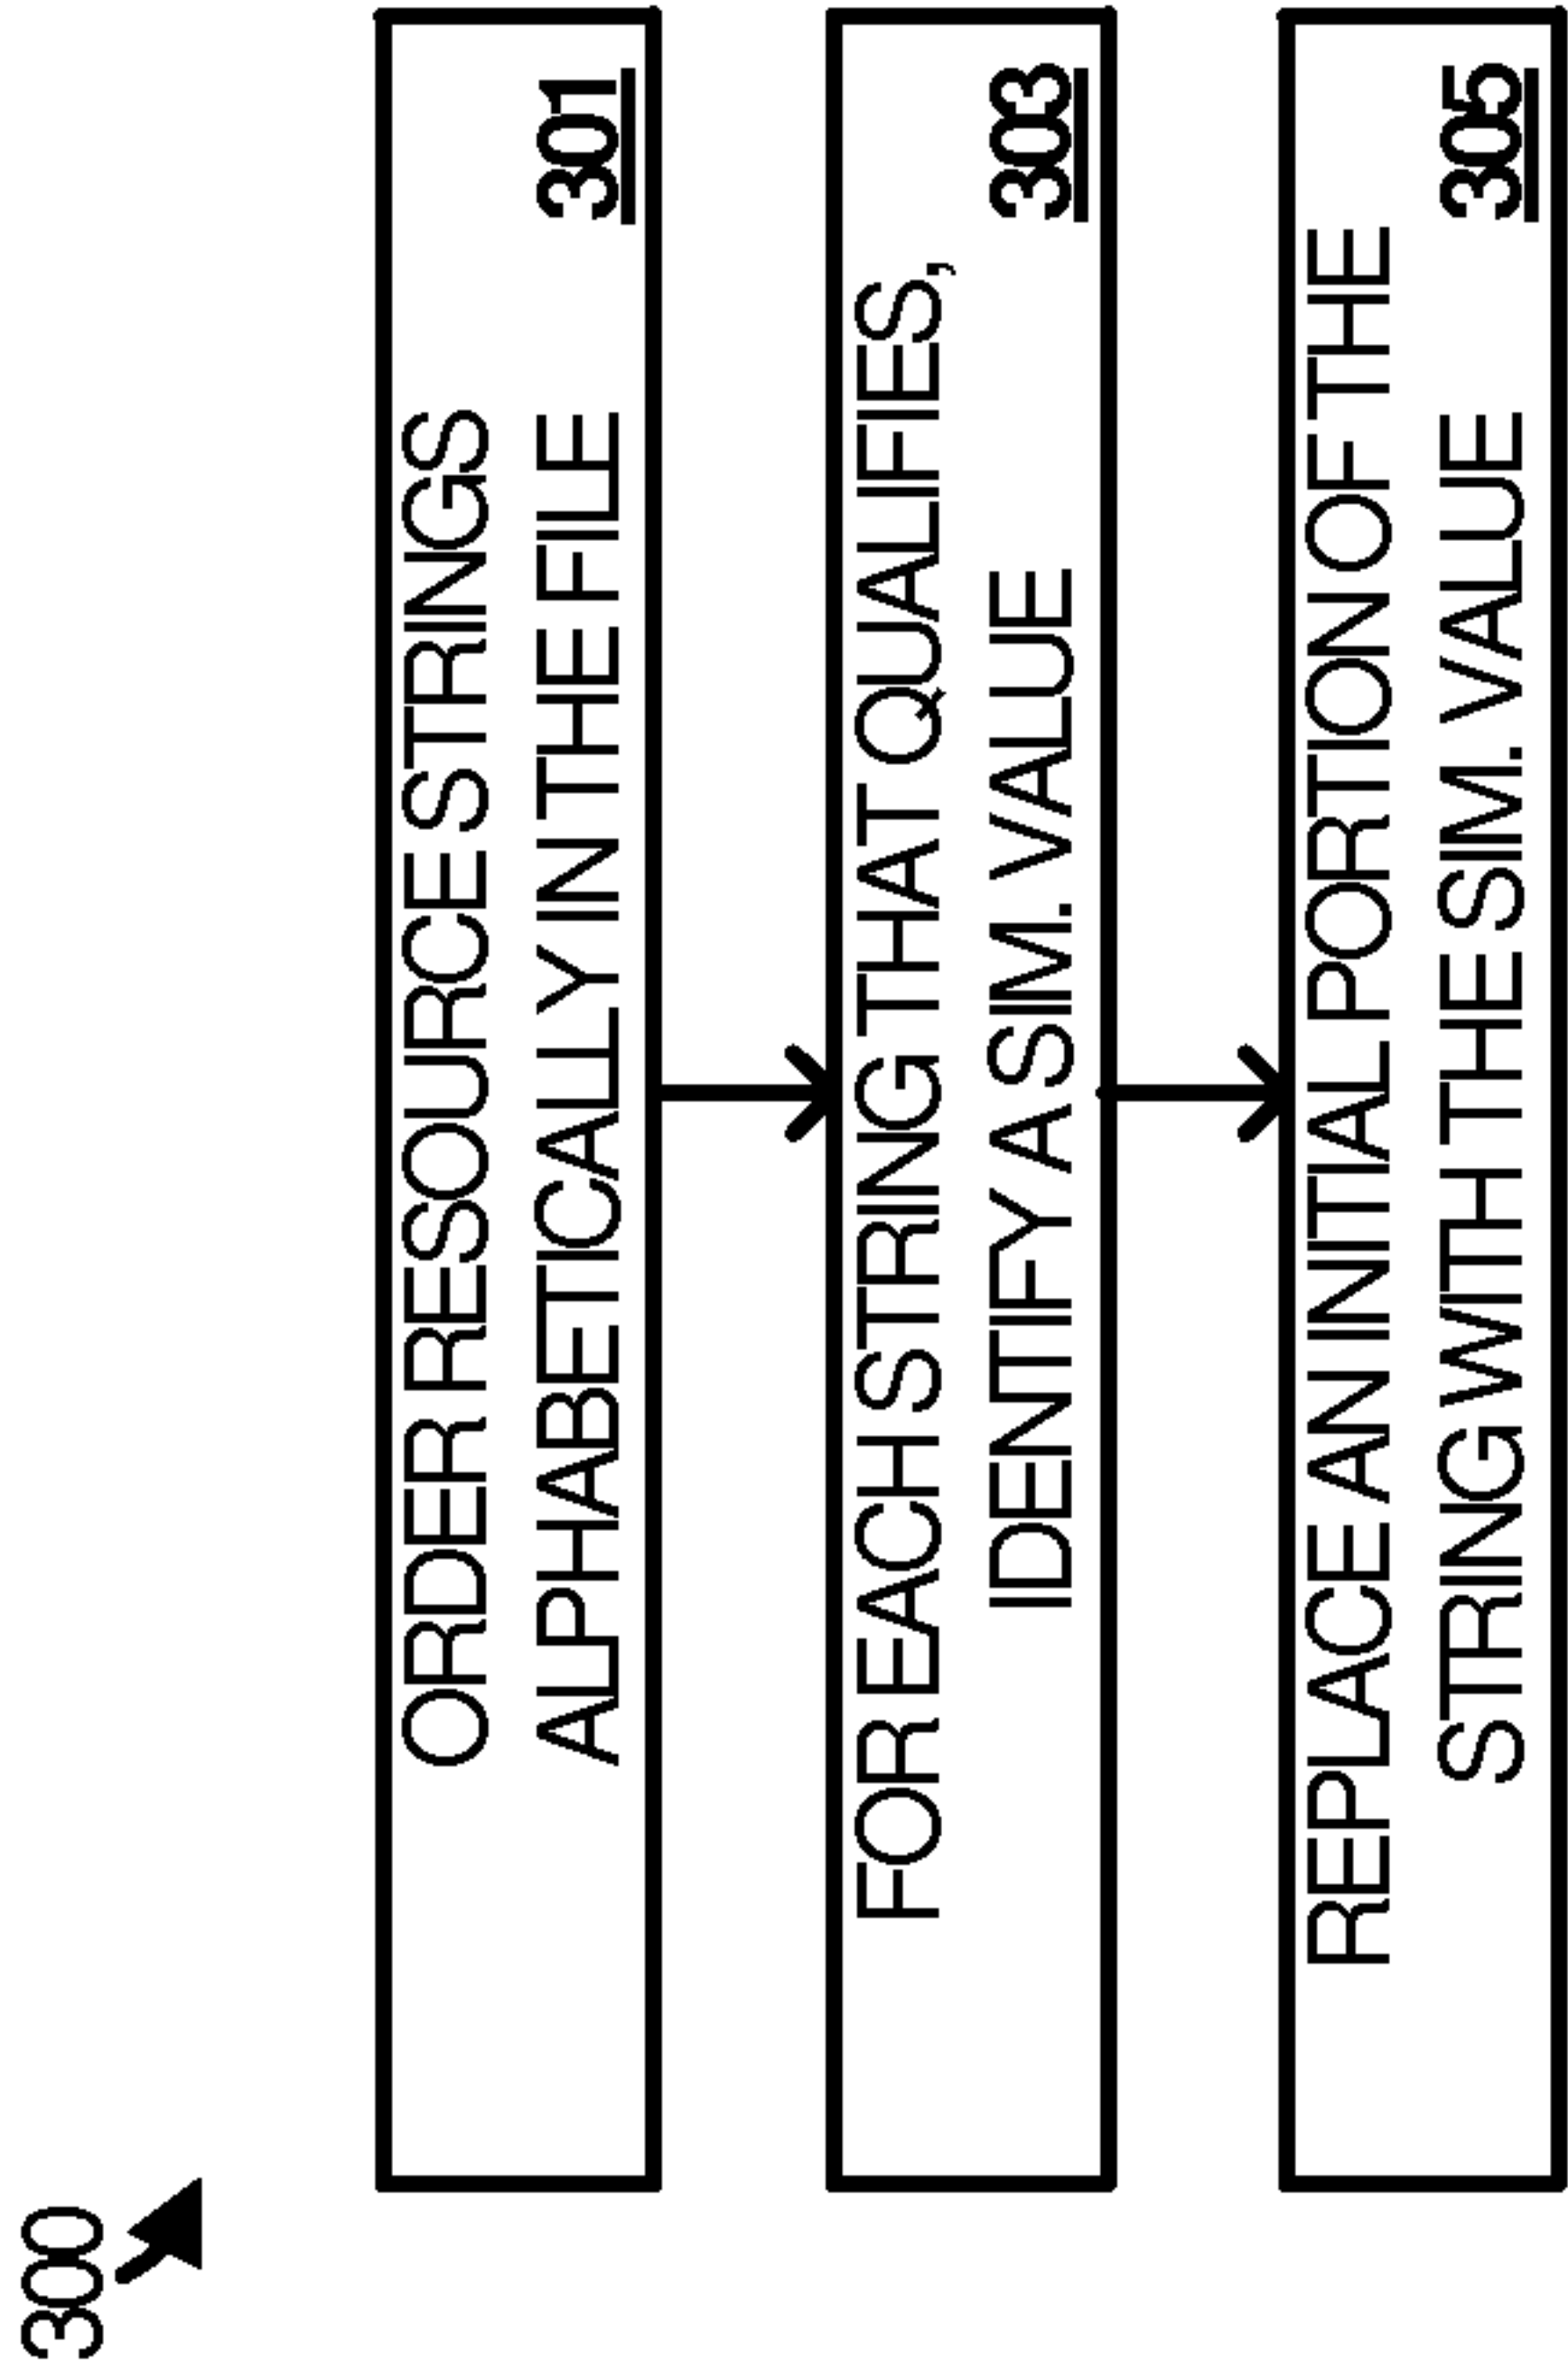 300
ORDER RESOURCE STRINGS
ALPHABETICALLY IN THE FILE
301
FOR EACH STRING THAT QUALIFIES,
IDENTIFY A SIM. VALUE
303
REPLACE AN INITIAL PORTION OF THE
STRING WITH THE SIM. VALUE
305